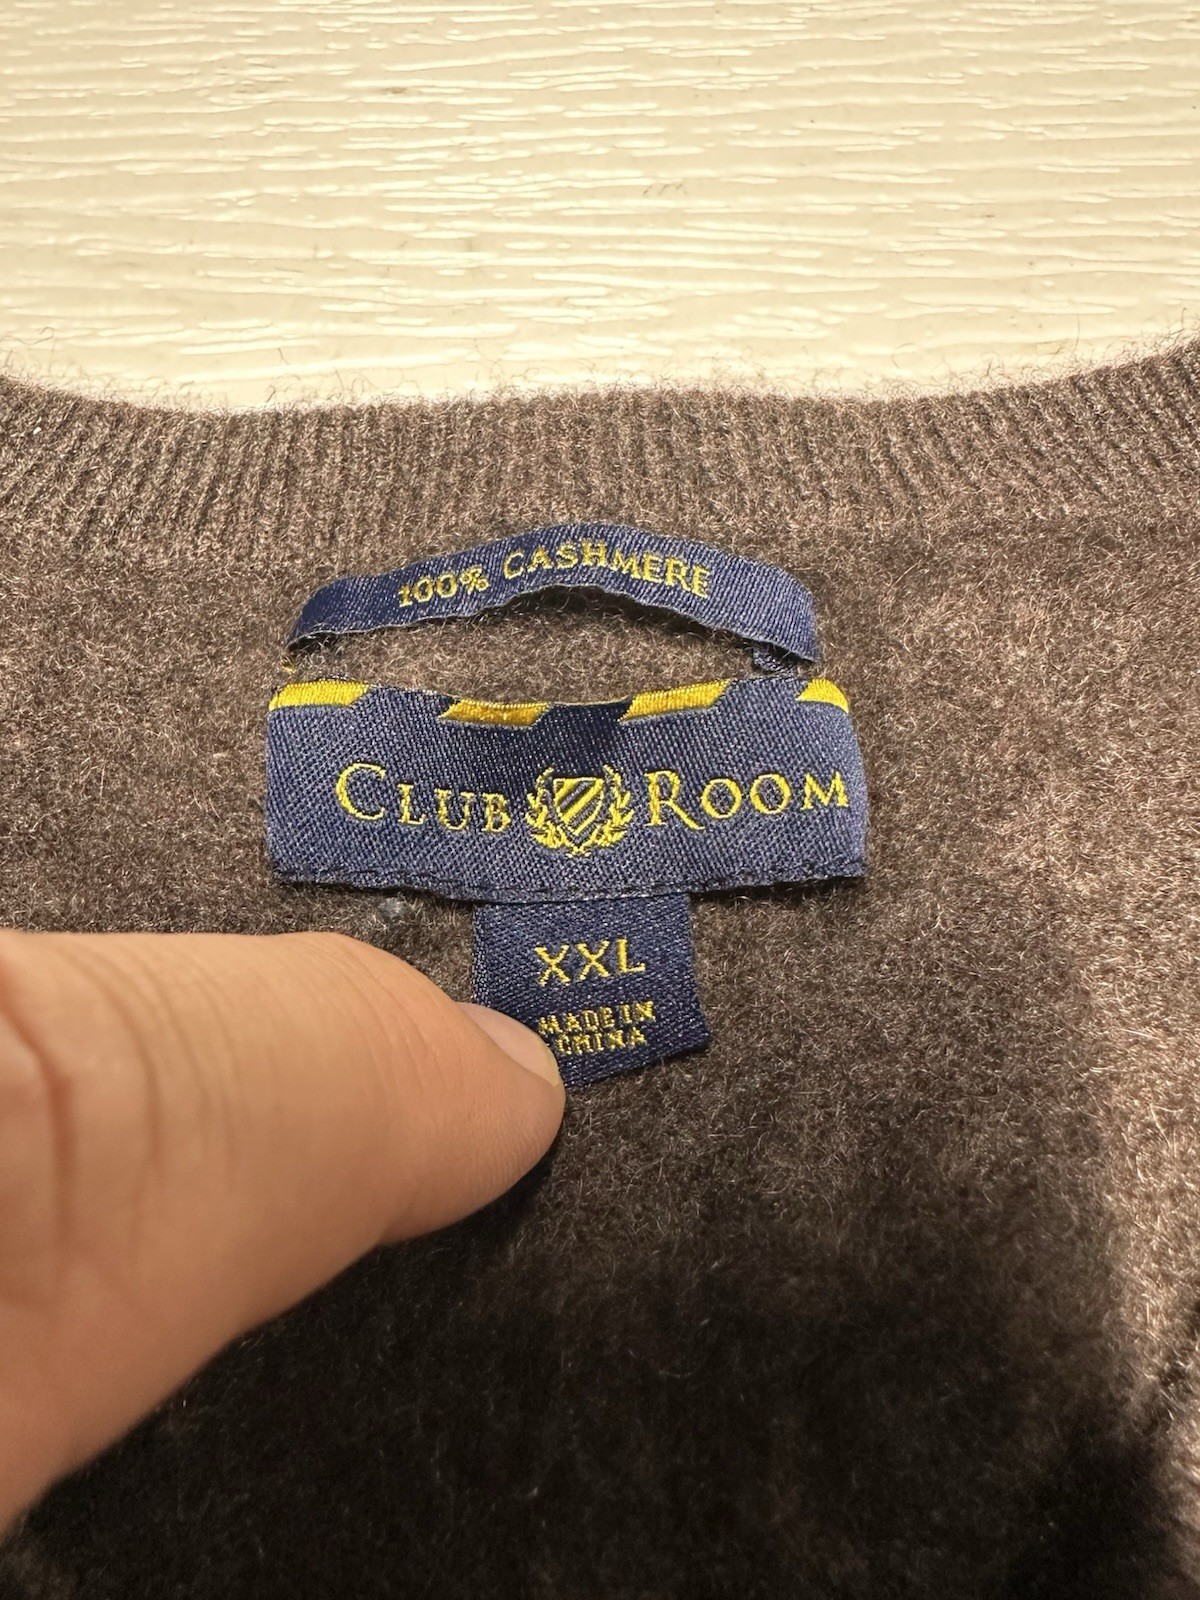 100% CASHMERE
CLUB ROOM
XXL
MADE IN
CHINA